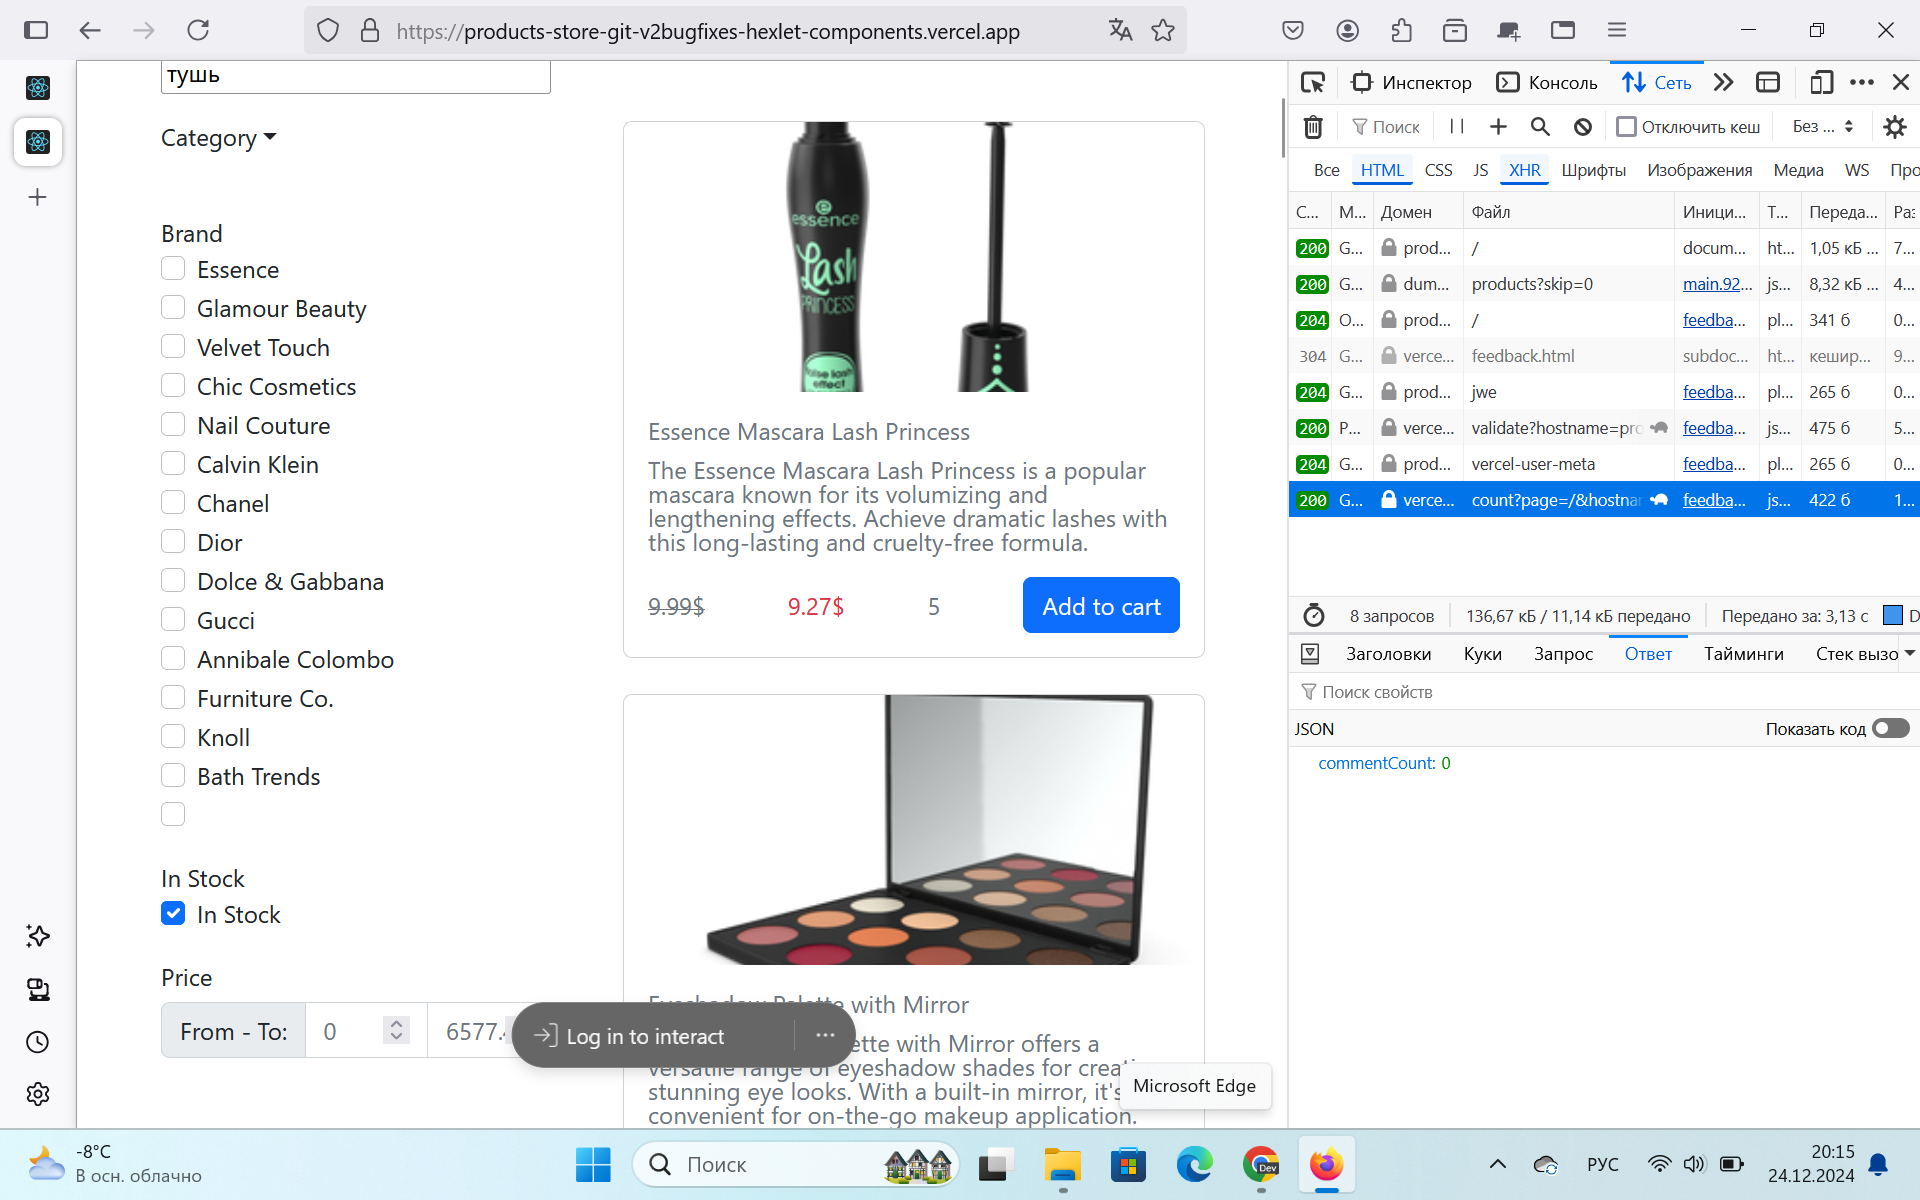 https://products-store-git-v2bugfixes-hexlet-components.vercel.app
тушь
Category
Brand
Essence
Glamour Beauty
Velvet Touch
Chic Cosmetics
Nail Couture
Calvin Klein
Chanel
Dior
Dolce & Gabbana
Gucci
Annibale Colombo
Furniture Co.
Knoll
Bath Trends
In Stock
In Stock
Price
From - To: 0 6577.4
essence
Lash
PRINCESS
false lash
effect
Essence Mascara Lash Princess
The Essence Mascara Lash Princess is a popular
mascara known for its volumizing and
lengthening effects. Achieve dramatic lashes with
this long-lasting and cruelty-free formula.
9.99$ 9.27$ 5 Add to cart
Eyeshadow Palette with Mirror
ette with Mirror offers a
versatile range of eyeshadow shades for creati
stunning eye looks. With a built-in mirror, it's
convenient for on-the-go makeup application.
Log in to interact ...
Microsoft Edge
Инспектор Консоль Сеть
Поиск Отключить кеш Без ...
Все HTML CSS JS XHR Шрифты Изображения Медиа WS Про
С... М... Домен Файл Иници... Т... Переда... Раз
200 G... prod... / docum... ht... 1,05 кБ ... 7...
200 G... dum... products?skip=0 main.92... js... 8,32 кБ ... 4...
204 O... prod... / feedba... pl... 341 б 0...
304 G... verce... feedback.html subdoc... ht... кешир... 9...
204 G... prod... jwe feedba... pl... 265 б 0...
200 P... verce... validate?hostname=pro feedba... js... 475 б 5...
204 G... prod... vercel-user-meta feedba... pl... 265 б 0...
200 G... verce... count?page=/&hostnam feedba... js... 422 б 1...
8 запросов 136,67 кБ / 11,14 кБ передано Передано за: 3,13 с D
Заголовки Куки Запрос Ответ Тайминги Стек вызо
Поиск свойств
JSON Показать код
commentCount: 0
-8°C
В осн. облачно
Поиск
Dev
РУС
20:15
24.12.2024